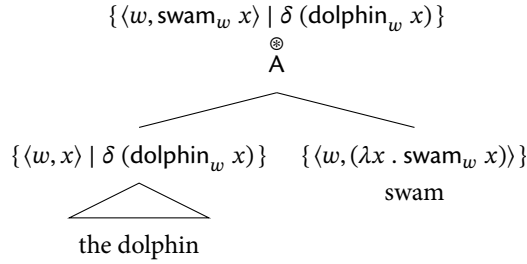 {⟨w, swam_w x⟩ | δ (dolphin_w x)}
⊛
A
{⟨w, x⟩ | δ (dolphin_w x)} {⟨w, (λx . swam_w x)⟩}
swam
the dolphin